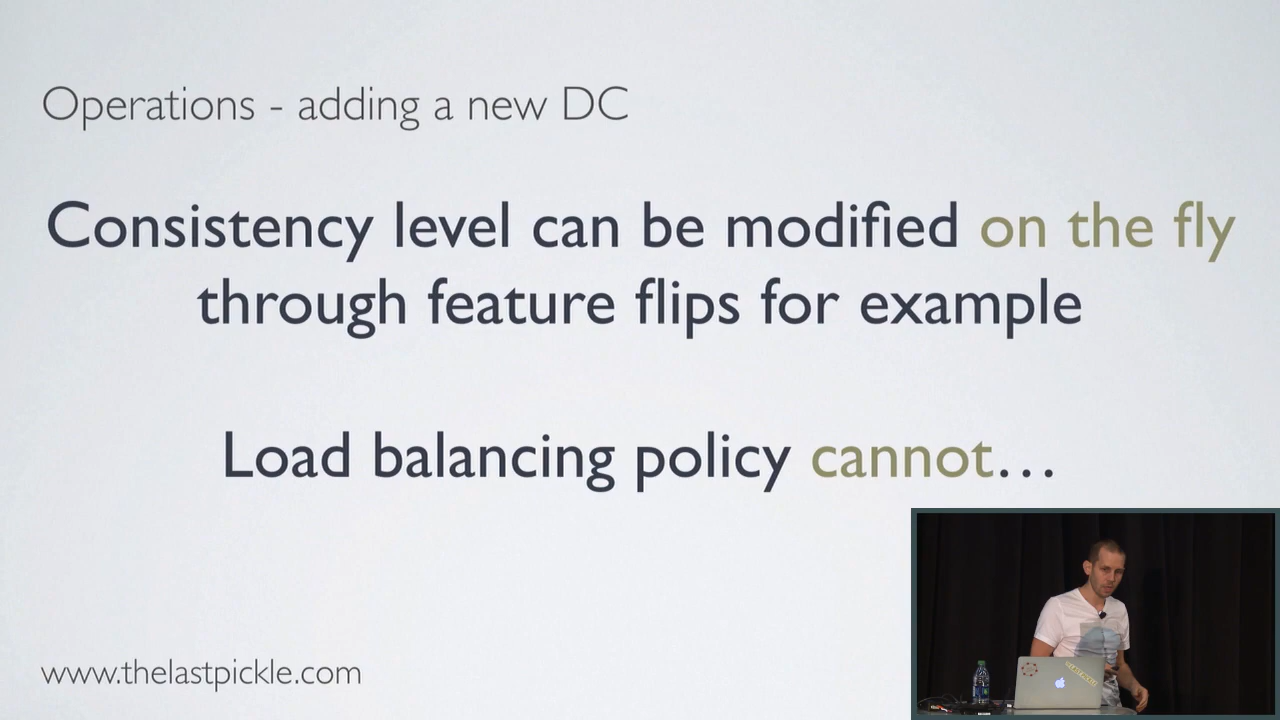 Operations - adding a new DC
Consistency level can be modified on the fly
through feature flips for example
Load balancing policy cannot…
www.thelastpickle.com